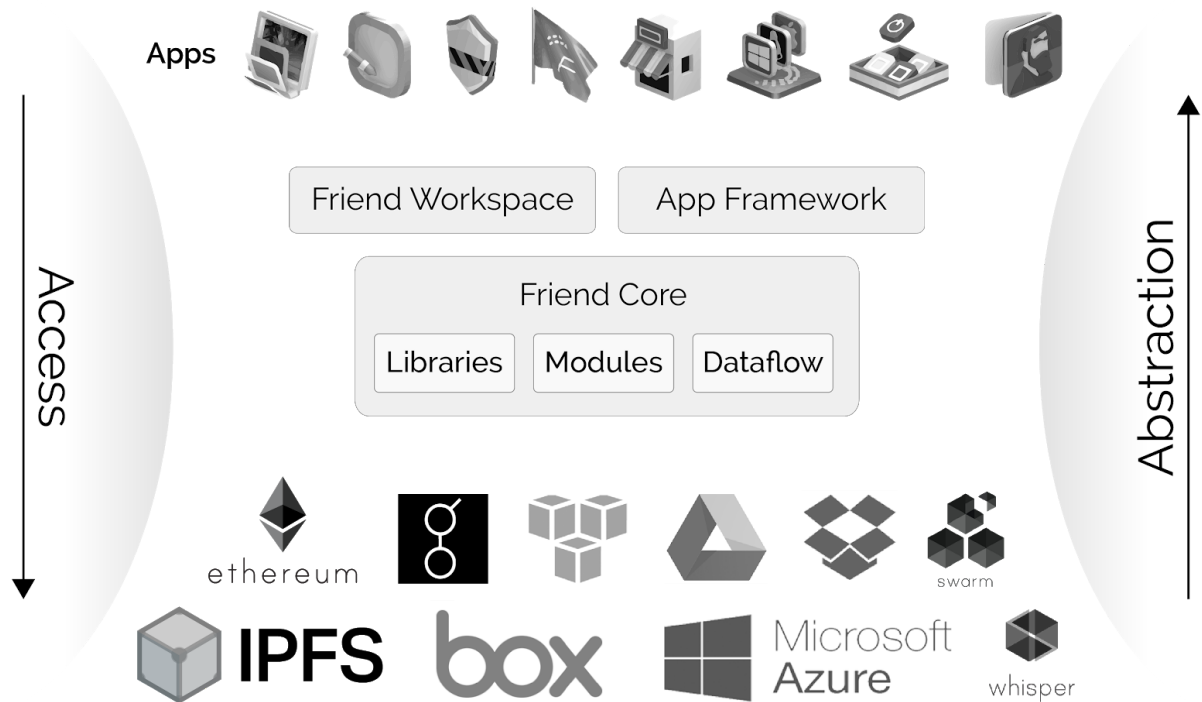 Apps
Friend Workspace
App Framework
Access
Abstraction
Friend Core
Libraries
Modules
Dataflow
ethereum
swarm
IPFS
box
Microsoft
Azure
whisper